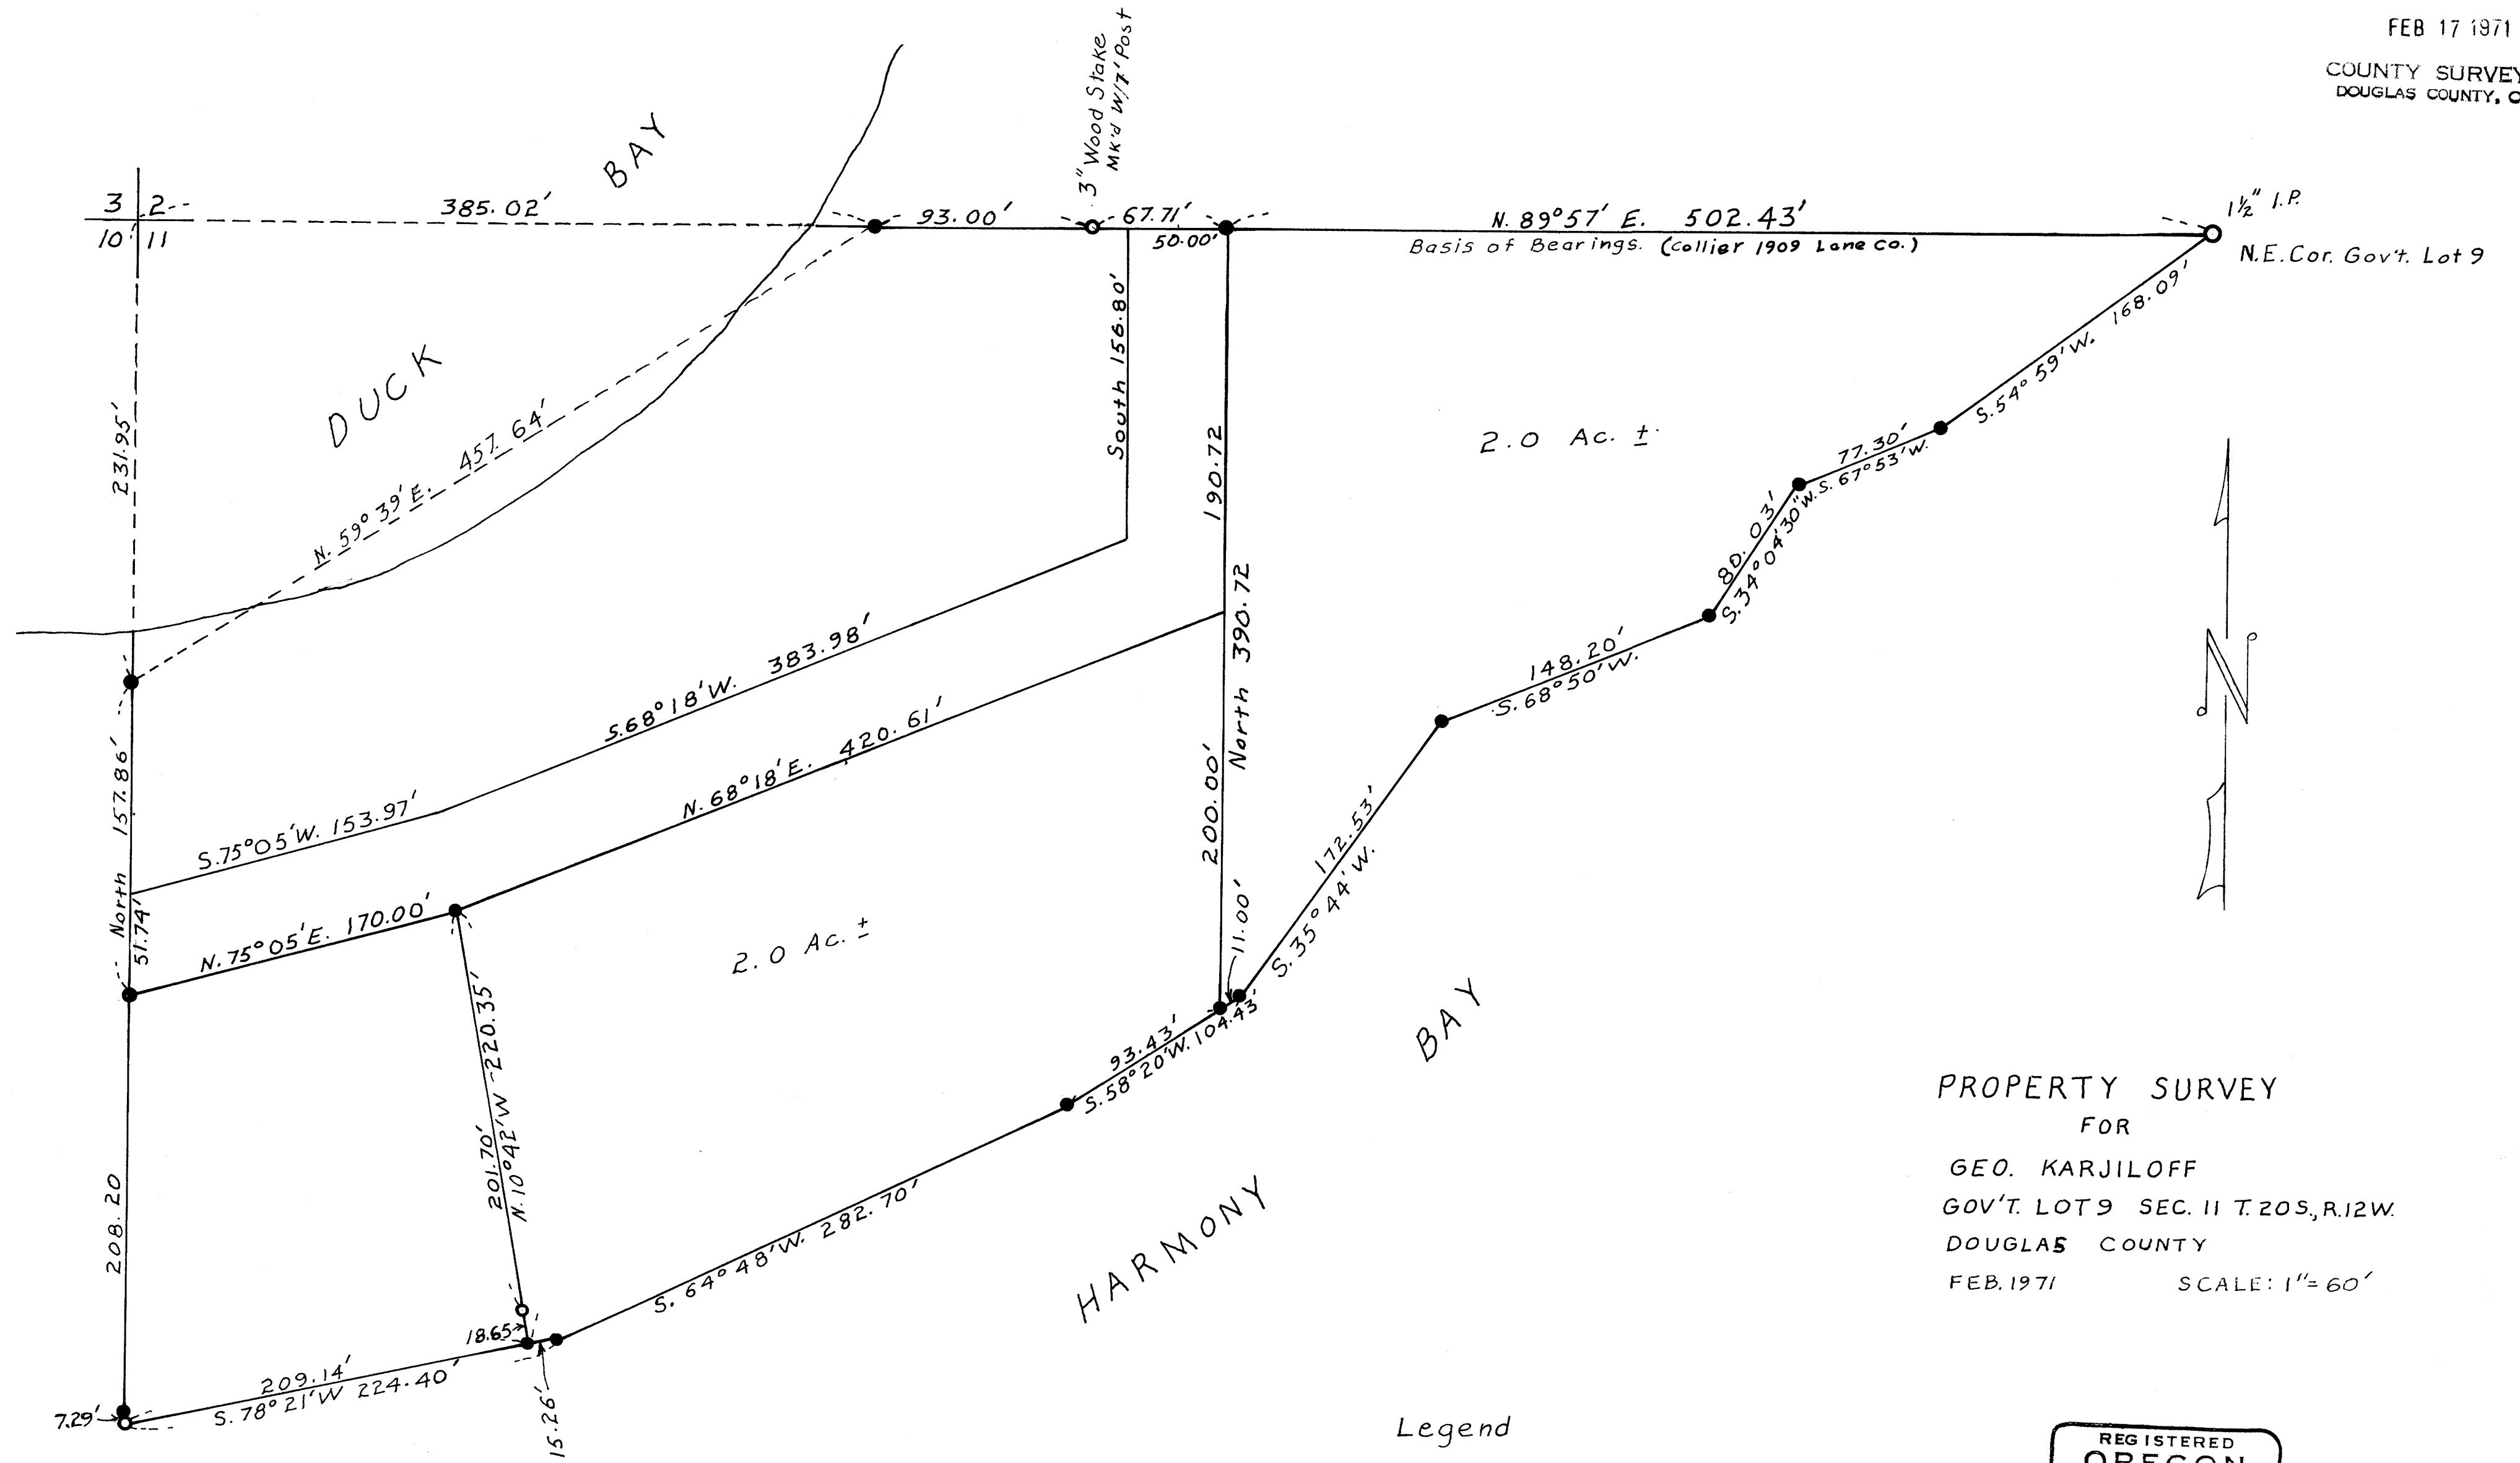 FEB 17 1971
COUNTY SURVEY
DOUGLAS COUNTY, O
3" Wood Stake
Mk'd W/7' Post
BAY
3 2
10 11
385.02'
93.00'
67.71'
50.00'
N. 89°57' E. 502.43'
Basis of Bearings. (Collier 1909 Lane Co.)
1½" I.P.
N.E. Cor. Gov't. Lot 9
168.09'
S. 54° 59' W.
DUCK
231.95'
N. 59° 39' E. 457.64'
South 156.80'
190.72
2.0 Ac. ±
77.30'
S. 67°53' W.
80.03'
S. 34°04'30" W.
148.20'
S. 68°50' W.
N
North 390.72
200.00'
S. 68°18' W. 383.98'
N. 68°18' E. 420.61'
S. 75°05' W. 153.97'
North 157.86'
51.74'
N. 75°05' E. 170.00'
2.0 Ac. ±
172.53'
S. 35° 44' W.
11.00'
93.43'
S. 58°20' W. 104.43'
BAY
HARMONY
201.70'
N. 10°42' W 220.35'
S. 64°48' W. 282.70'
208.20
18.65
209.14'
S. 78°21' W 224.40'
7.29'
15.26'
PROPERTY SURVEY
FOR
GEO. KARJILOFF
GOV'T. LOT 9 SEC. 11 T. 20 S., R. 12 W.
DOUGLAS COUNTY
FEB. 1971 SCALE: 1"= 60'
Legend
REGISTERED
OREGON